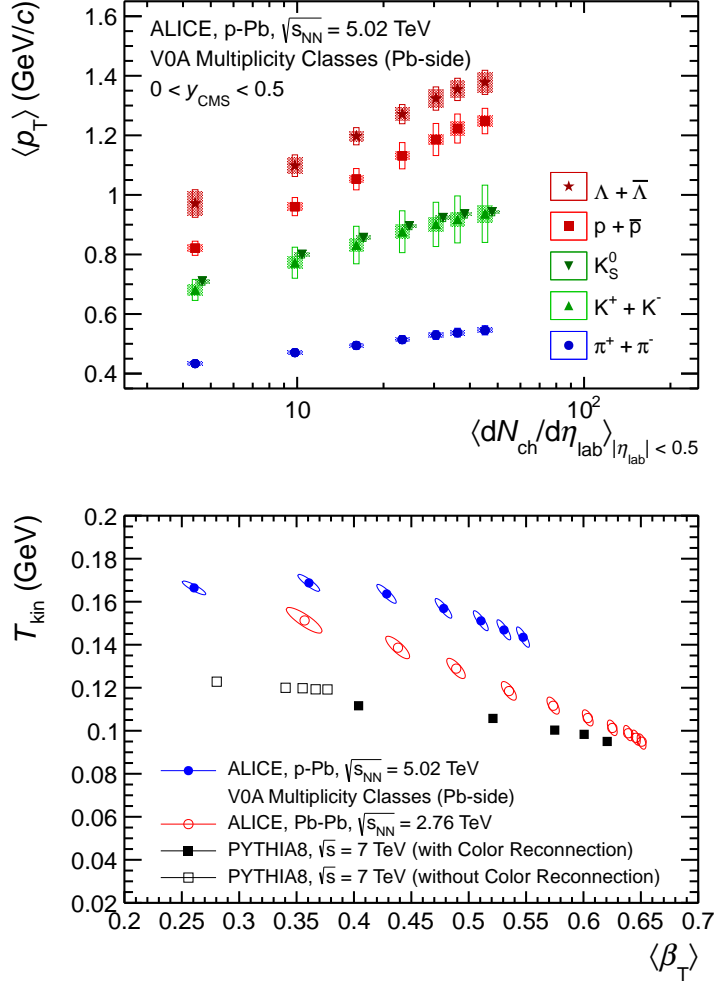 ALICE, p-Pb, √s_NN = 5.02 TeV
V0A Multiplicity Classes (Pb-side)
0 < y_CMS < 0.5
⟨p_T⟩ (GeV/c)
1.6
1.4
1.2
1
0.8
0.6
0.4
Λ + Λ̅
p + p̅
K⁰_S
K⁺ + K⁻
π⁺ + π⁻
10
10²
⟨dN_ch/dη_lab⟩_|η_lab| < 0.5
T_kin (GeV)
0.2
0.18
0.16
0.14
0.12
0.1
0.08
0.06
0.04
0.02
ALICE, p-Pb, √s_NN = 5.02 TeV
V0A Multiplicity Classes (Pb-side)
ALICE, Pb-Pb, √s_NN = 2.76 TeV
PYTHIA8, √s = 7 TeV (with Color Reconnection)
PYTHIA8, √s = 7 TeV (without Color Reconnection)
0.2 0.25 0.3 0.35 0.4 0.45 0.5 0.55 0.6 0.65 0.7
⟨β_T⟩